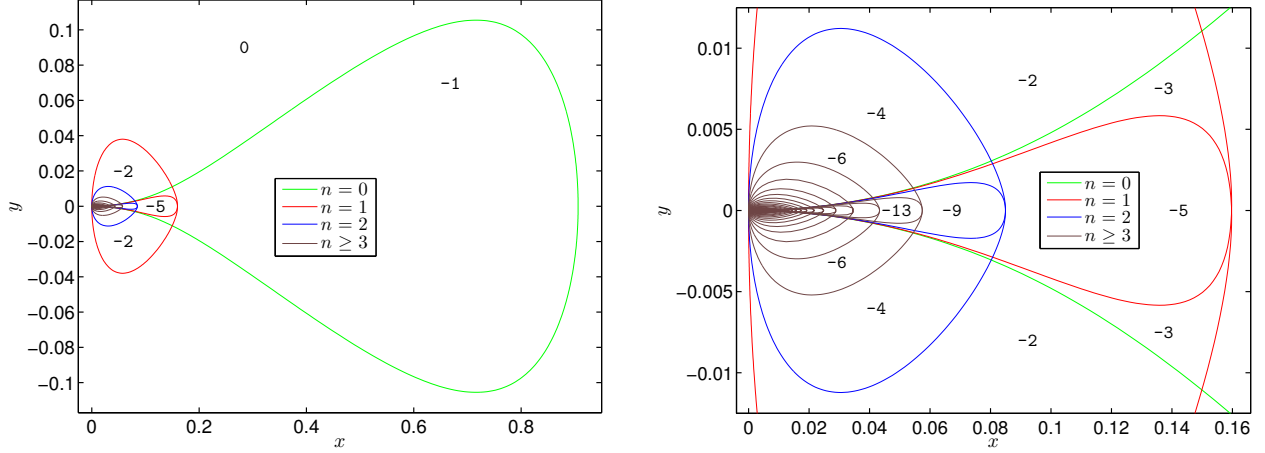 0.1
0.08
0.06
0.04
0.02
0
-0.02
-0.04
-0.06
-0.08
-0.1
y
0
-1
-2
-5
-2
n = 0
n = 1
n = 2
n ≥ 3
0 0.2 0.4 0.6 0.8
x
0.01
0.005
0
-0.005
-0.01
y
-2
-3
-4
-6
-13
-9
-5
-6
-4
-3
-2
n = 0
n = 1
n = 2
n ≥ 3
0 0.02 0.04 0.06 0.08 0.1 0.12 0.14 0.16
x